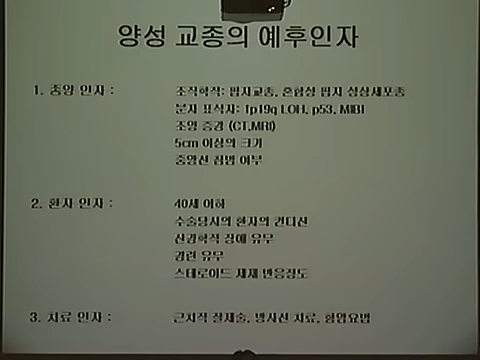 양성 교종의 예후인자
1. 종양 인자 :
조직학적: 핍지교종, 혼합성 핍지 성상세포종
분자 표식자: 1p19q LOH, p53, MIBI
조영 증강 (CT,MRI)
5cm 이상의 크기
중앙선 침범 여부
2. 환자 인자 :
40세 이하
수술당시의 환자의 컨디션
신경학적 장애 유무
경련 유무
스테로이드 제재 반응정도
3. 치료 인자 :
근치적 절제술, 방사선 치료, 항암요법